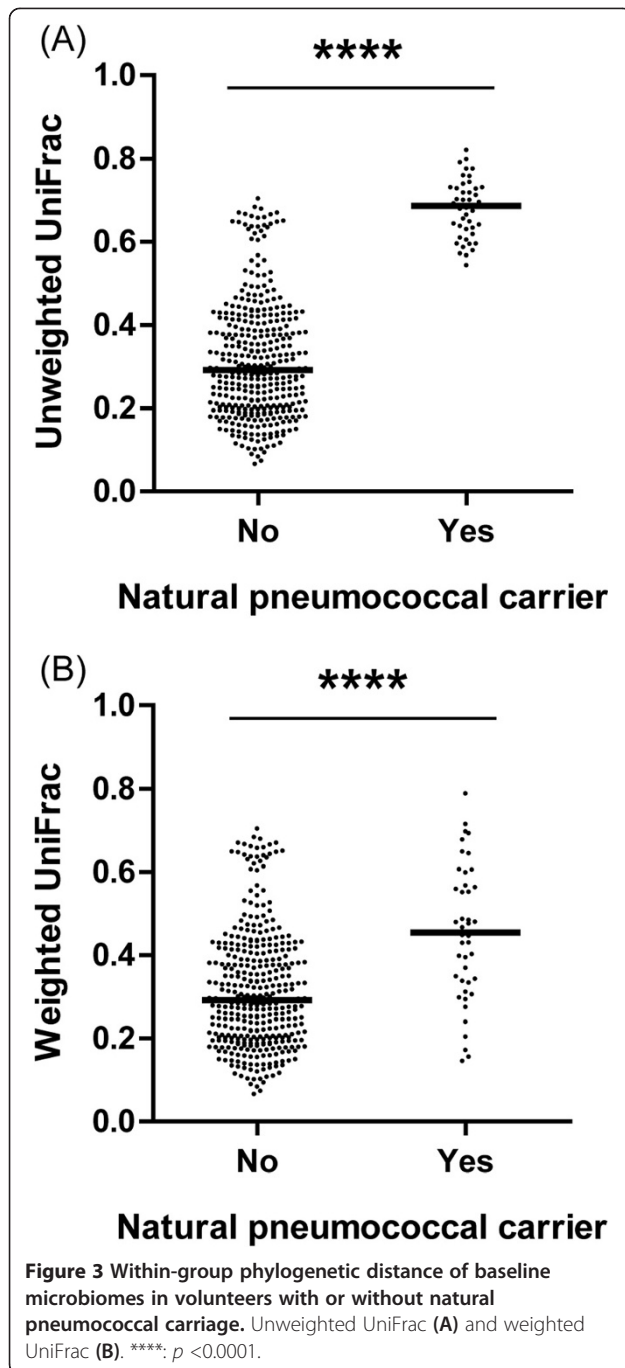 (A)
****
Unweighted UniFrac
1.0
0.8
0.6
0.4
0.2
0.0
No Yes
Natural pneumococcal carrier
(B)
****
Weighted UniFrac
1.0
0.8
0.6
0.4
0.2
0.0
No Yes
Natural pneumococcal carrier
Figure 3 Within-group phylogenetic distance of baseline
microbiomes in volunteers with or without natural
pneumococcal carriage. Unweighted UniFrac (A) and weighted
UniFrac (B). ****: p <0.0001.